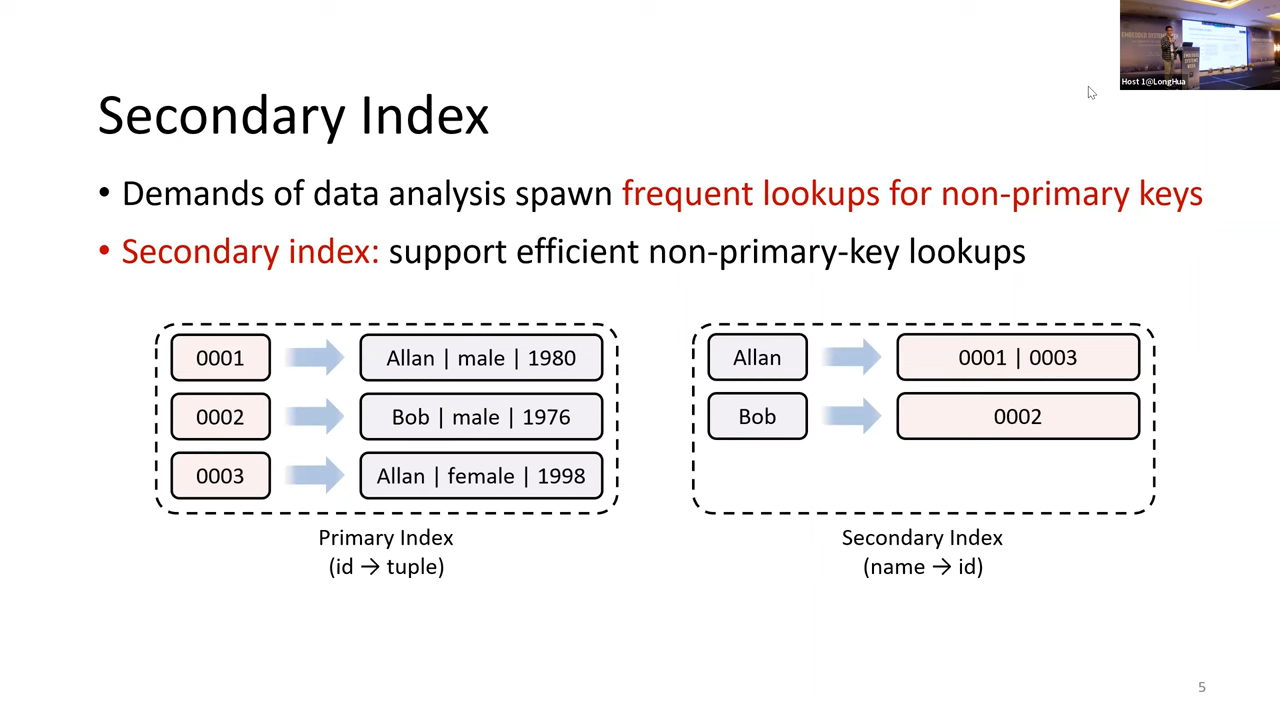 Host 1@LongHua
Secondary Index
• Demands of data analysis spawn frequent lookups for non-primary keys
• Secondary index: support efficient non-primary-key lookups
0001
Allan | male | 1980
0002
Bob | male | 1976
0003
Allan | female | 1998
Primary Index
(id → tuple)
Allan
0001 | 0003
Bob
0002
Secondary Index
(name → id)
5